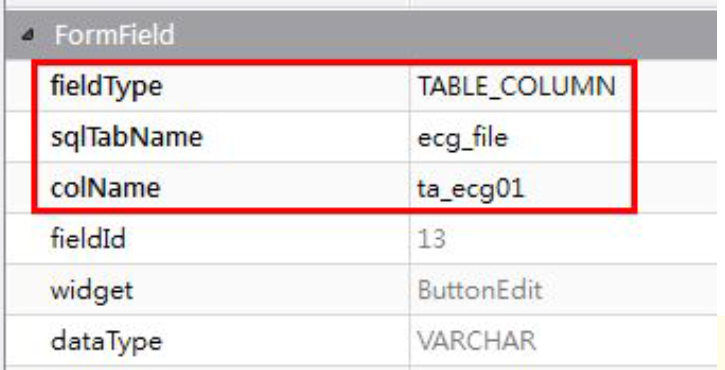 FormField
fieldType TABLE_COLUMN
sqlTabName ecg_file
colName ta_ecg01
fieldId 13
widget ButtonEdit
dataType VARCHAR